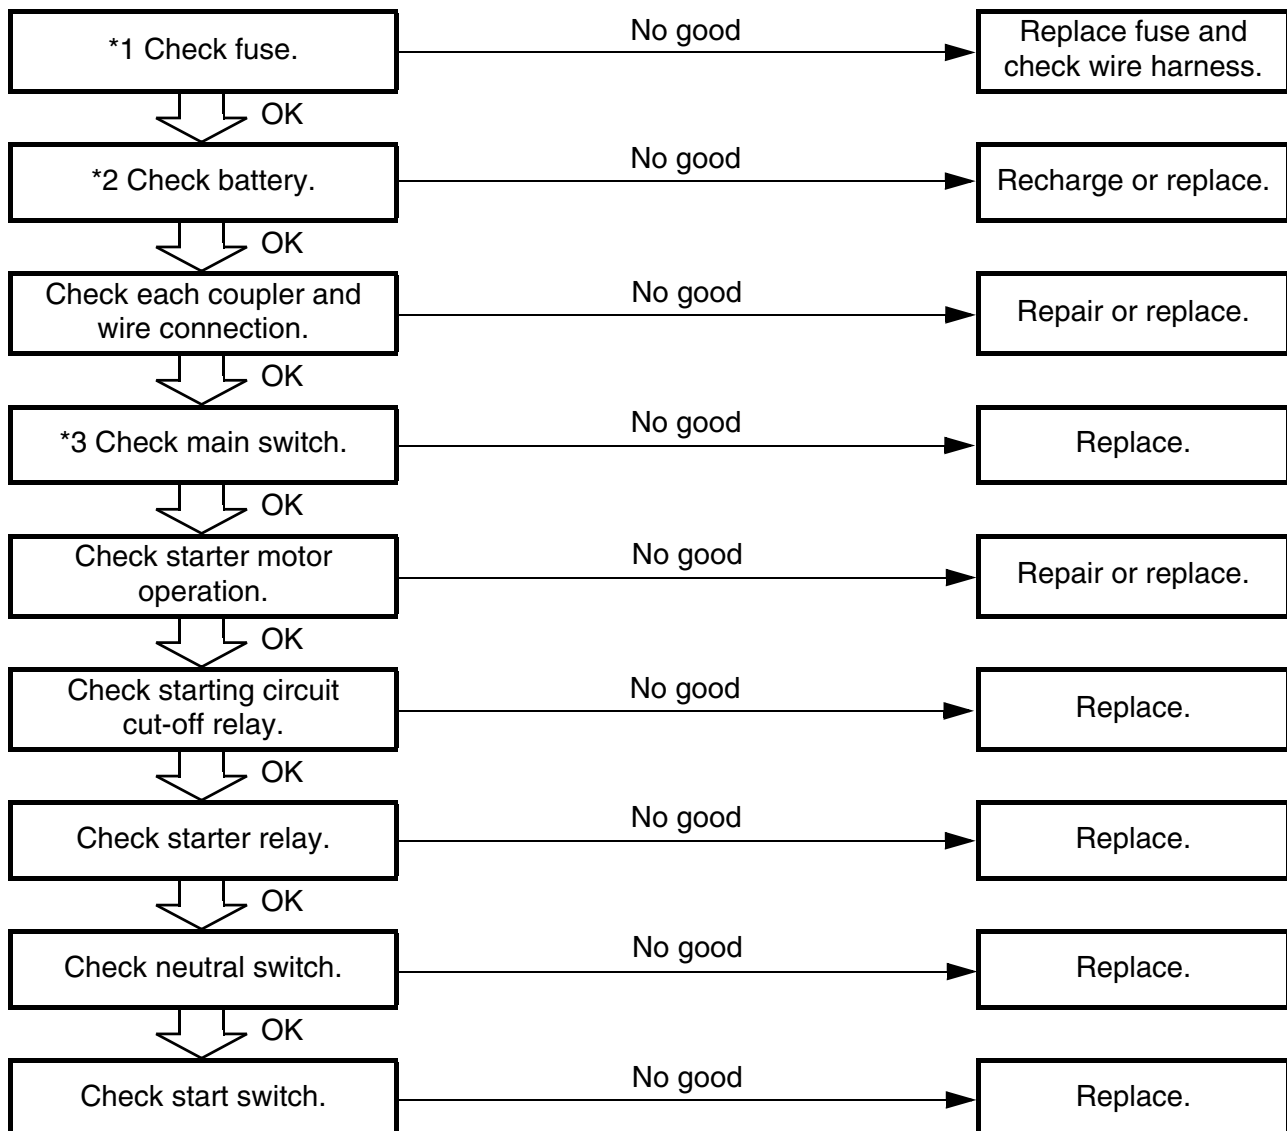 *1 Check fuse.
No good
Replace fuse and
check wire harness.
OK
*2 Check battery.
No good
Recharge or replace.
OK
Check each coupler and
wire connection.
No good
Repair or replace.
OK
*3 Check main switch.
No good
Replace.
OK
Check starter motor
operation.
No good
Repair or replace.
OK
Check starting circuit
cut-off relay.
No good
Replace.
OK
Check starter relay.
No good
Replace.
OK
Check neutral switch.
No good
Replace.
OK
Check start switch.
No good
Replace.